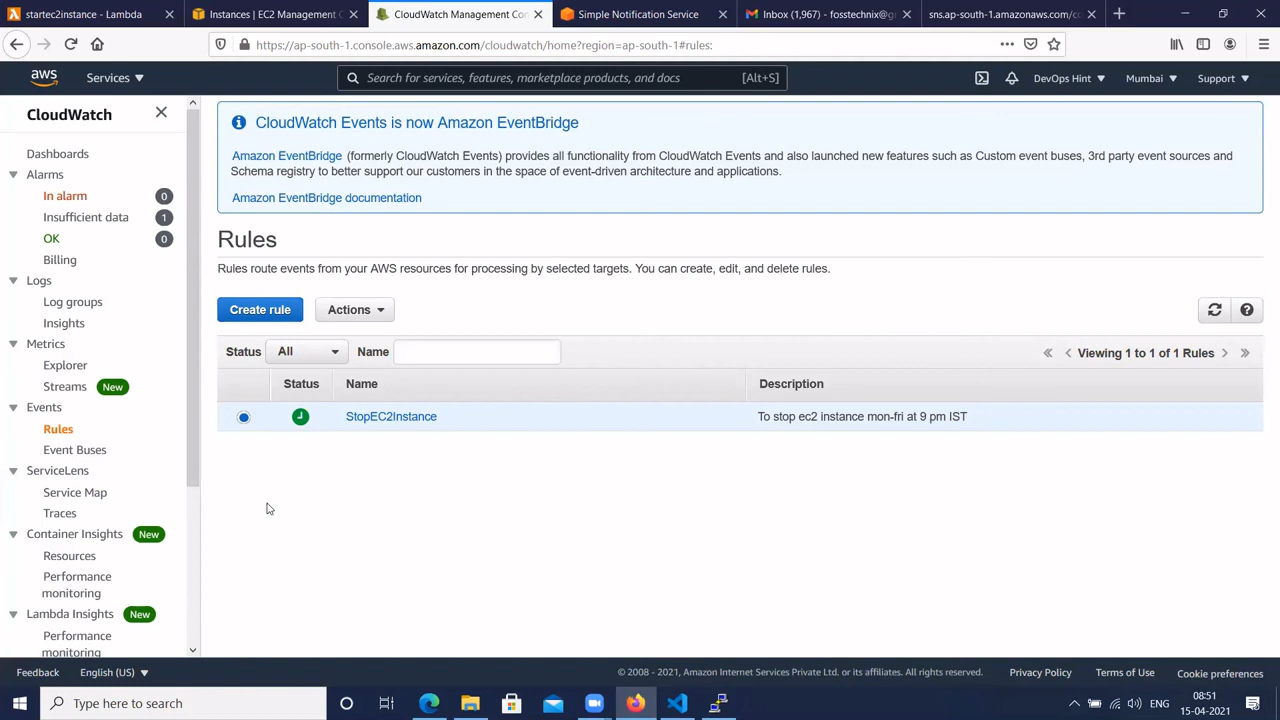 startec2instance - Lambda
Instances | EC2 Management C
CloudWatch Management Con
Simple Notification Service
Inbox (1,967) - fosstechnix@g
sns.ap-south-1.amazonaws.com/c
https://ap-south-1.console.aws.amazon.com/cloudwatch/home?region=ap-south-1#rules:
aws
Services
Search for services, features, marketplace products, and docs
[Alt+S]
DevOps Hint
Mumbai
Support
CloudWatch
Dashboards
Alarms
In alarm 0
Insufficient data 1
OK 0
Billing
Logs
Log groups
Insights
Metrics
Explorer
Streams New
Events
Rules
Event Buses
ServiceLens
Service Map
Traces
Container Insights New
Resources
Performance
monitoring
Lambda Insights New
Performance
monitoring
CloudWatch Events is now Amazon EventBridge
Amazon EventBridge (formerly CloudWatch Events) provides all functionality from CloudWatch Events and also launched new features such as Custom event buses, 3rd party event sources and
Schema registry to better support our customers in the space of event-driven architecture and applications.
Amazon EventBridge documentation
Rules
Rules route events from your AWS resources for processing by selected targets. You can create, edit, and delete rules.
Create rule
Actions
Status All Name
« < Viewing 1 to 1 of 1 Rules > »
Status Name Description
StopEC2Instance To stop ec2 instance mon-fri at 9 pm IST
Feedback
English (US)
© 2008 - 2021, Amazon Internet Services Private Ltd. or its affiliates. All rights reserved.
Privacy Policy
Terms of Use
Cookie preferences
Type here to search
ENG
08:51
15-04-2021